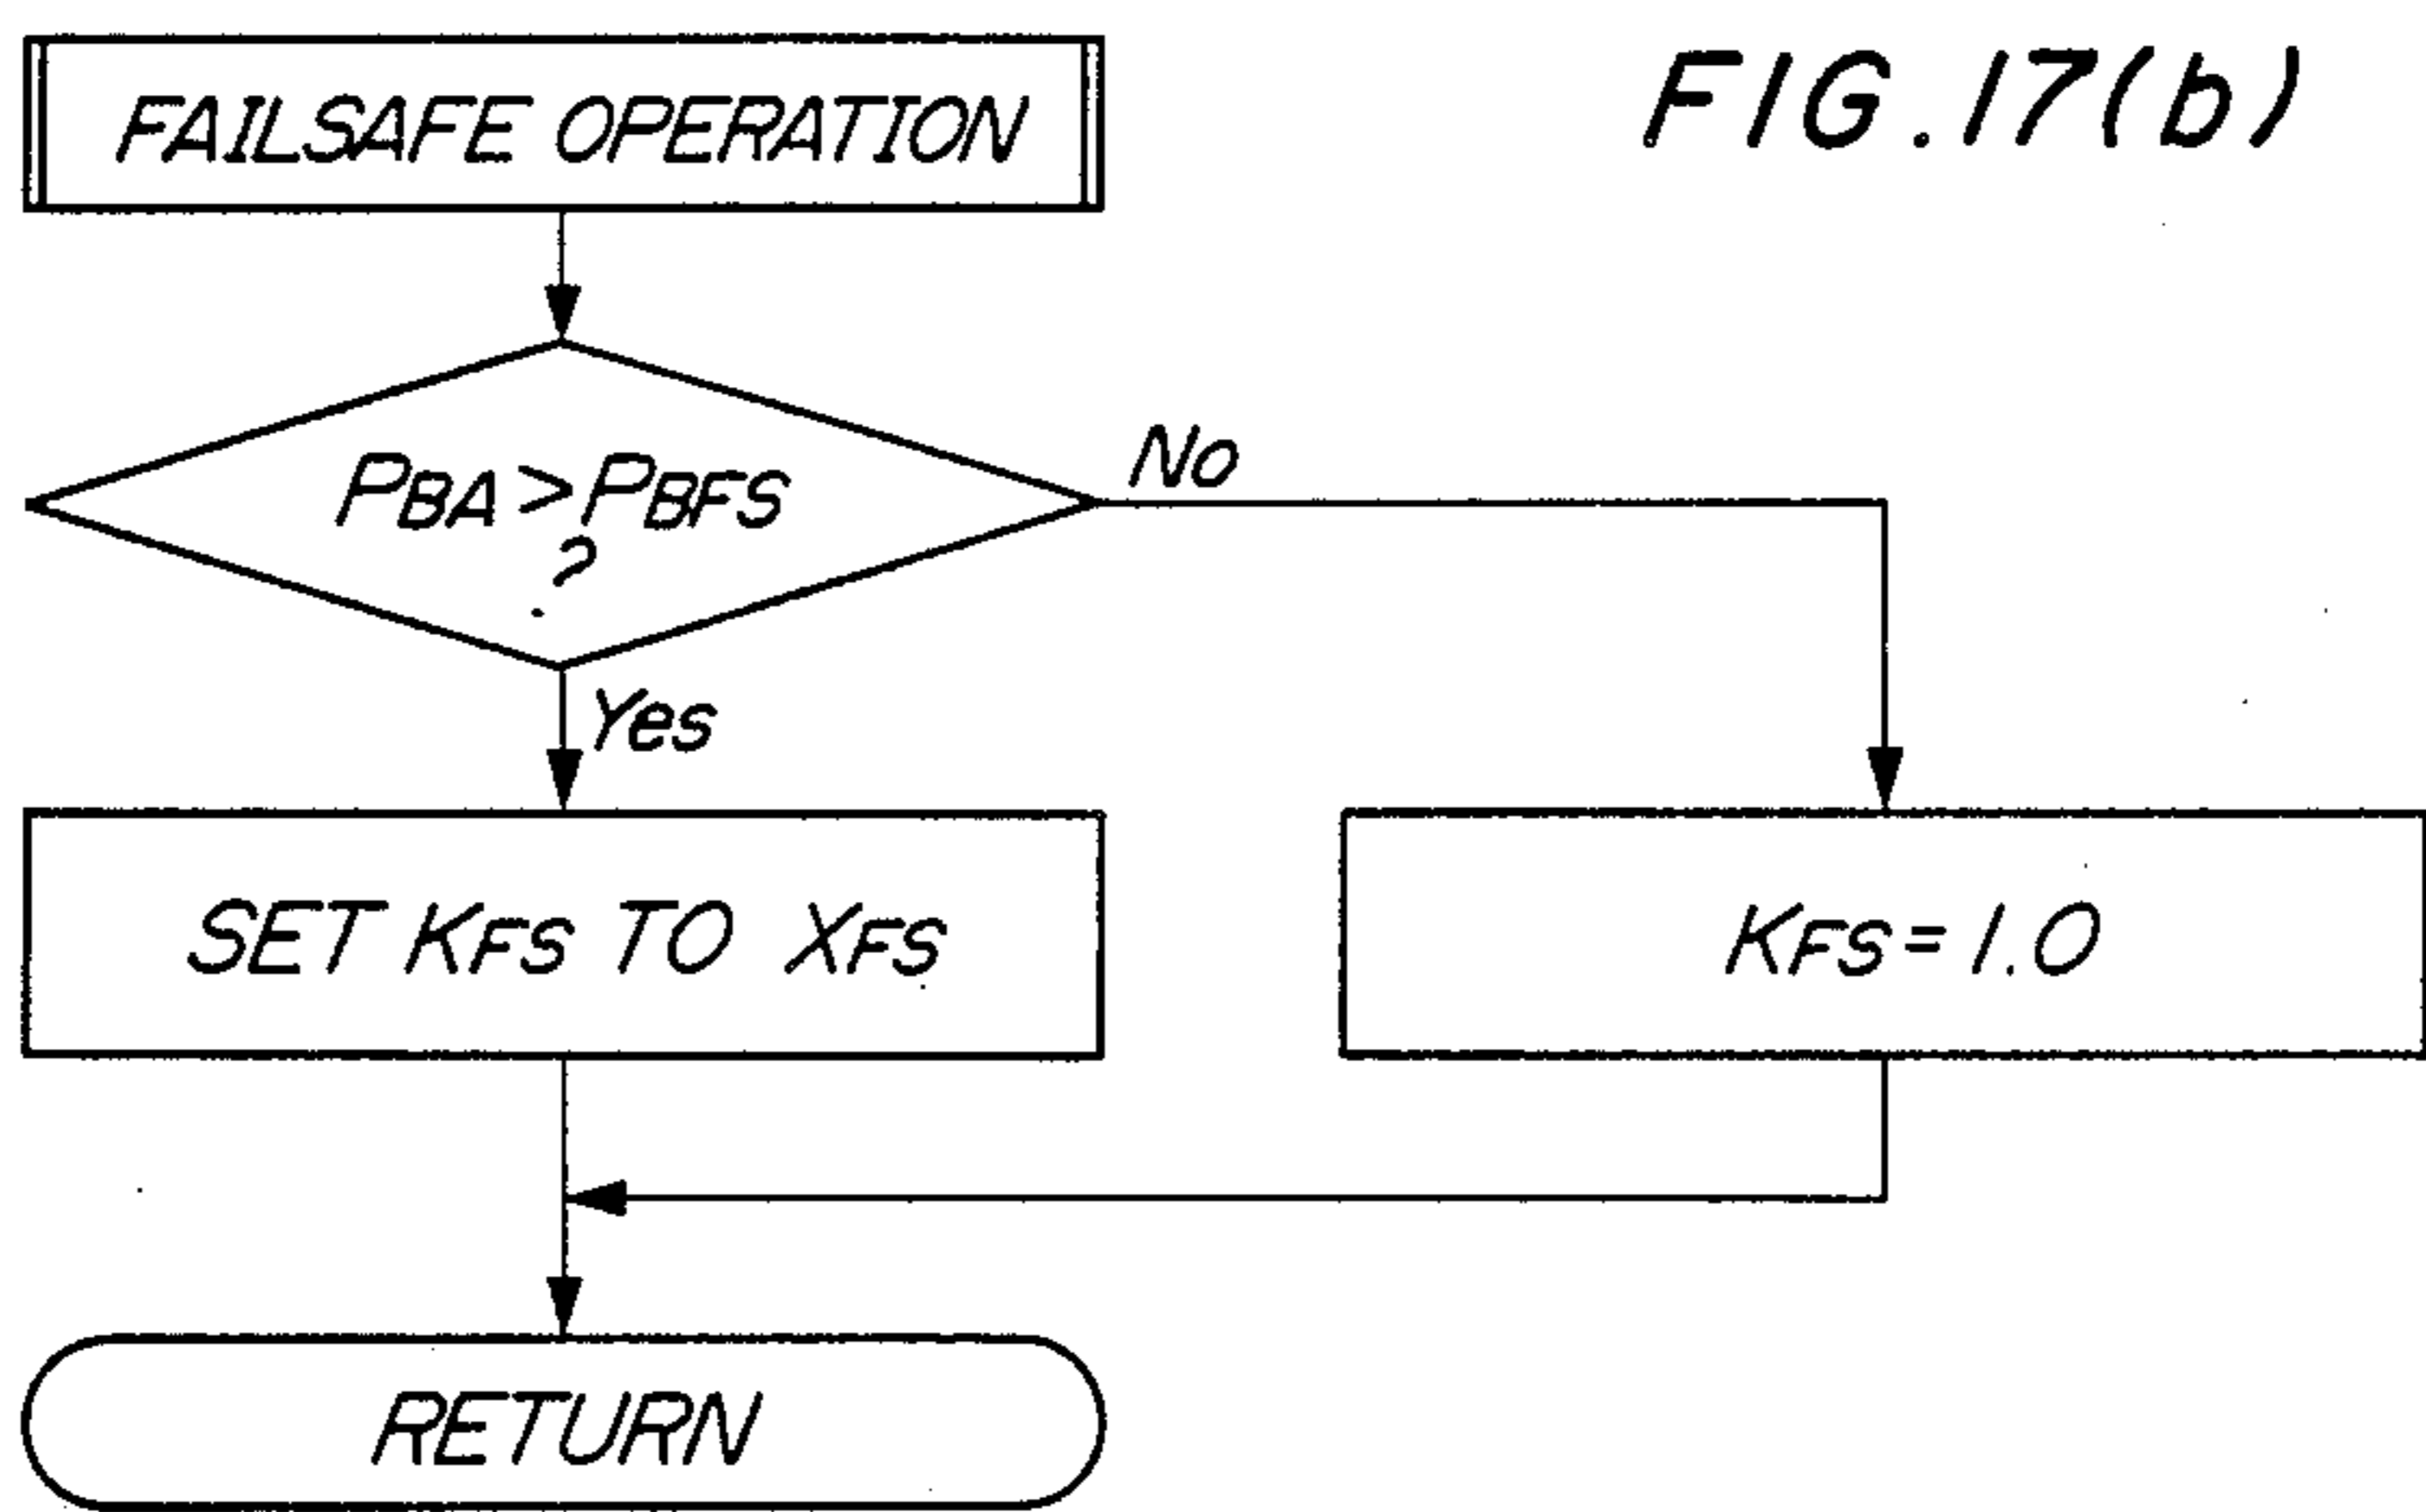 FIG. 17(b)
FAILSAFE OPERATION
PBA>PBFS
?
No
Yes
SET KFS TO XFS
KFS=1.0
RETURN